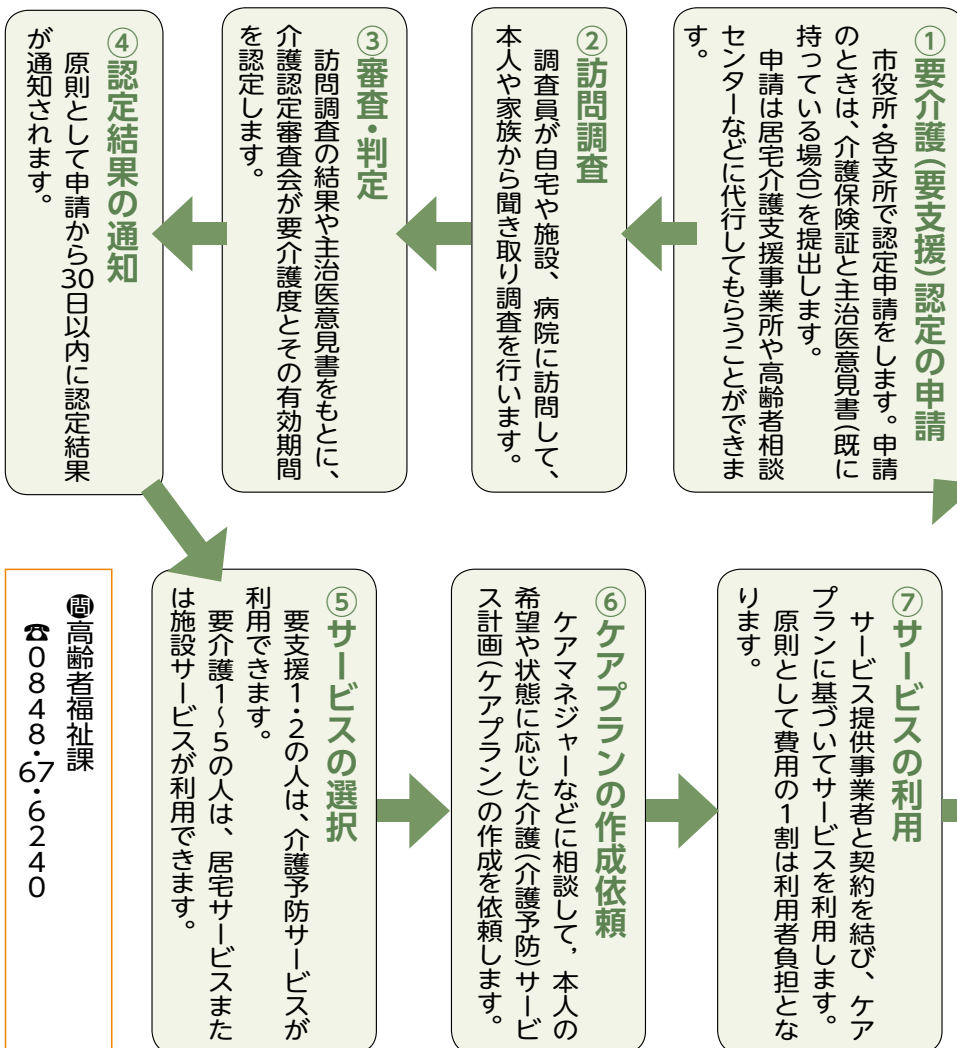 ①要介護（要支援）認定の申請
市役所・各支所で認定申請をします。申請
のときは、介護保険証と主治医意見書（既に
持っている場合）を提出します。
申請は居宅介護支援事業所や高齢者相談
センターなどに代行してもらうことができま
す。
②訪問調査
調査員が自宅や施設、病院に訪問して、
本人や家族から聞き取り調査を行います。
③審査・判定
訪問調査の結果や主治医意見書をもとに、
介護認定審査会が要介護度とその有効期間
を認定します。
④認定結果の通知
原則として申請から30日以内に認定結果
が通知されます。
⑤サービスの選択
要支援1・2の人は、介護予防サービスが
利用できます。
要介護1〜5の人は、居宅サービスまた
は施設サービスが利用できます。
⑥ケアプランの作成依頼
ケアマネジャーなどに相談して，本人の
希望や状態に応じた介護（介護予防）サービ
ス計画（ケアプラン）の作成を依頼します。
⑦サービスの利用
サービス提供事業者と契約を結び、ケア
プランに基づいてサービスを利用します。
原則として費用の1割は利用者負担とな
ります。
㉄高齢者福祉課
☎0848・67・6240